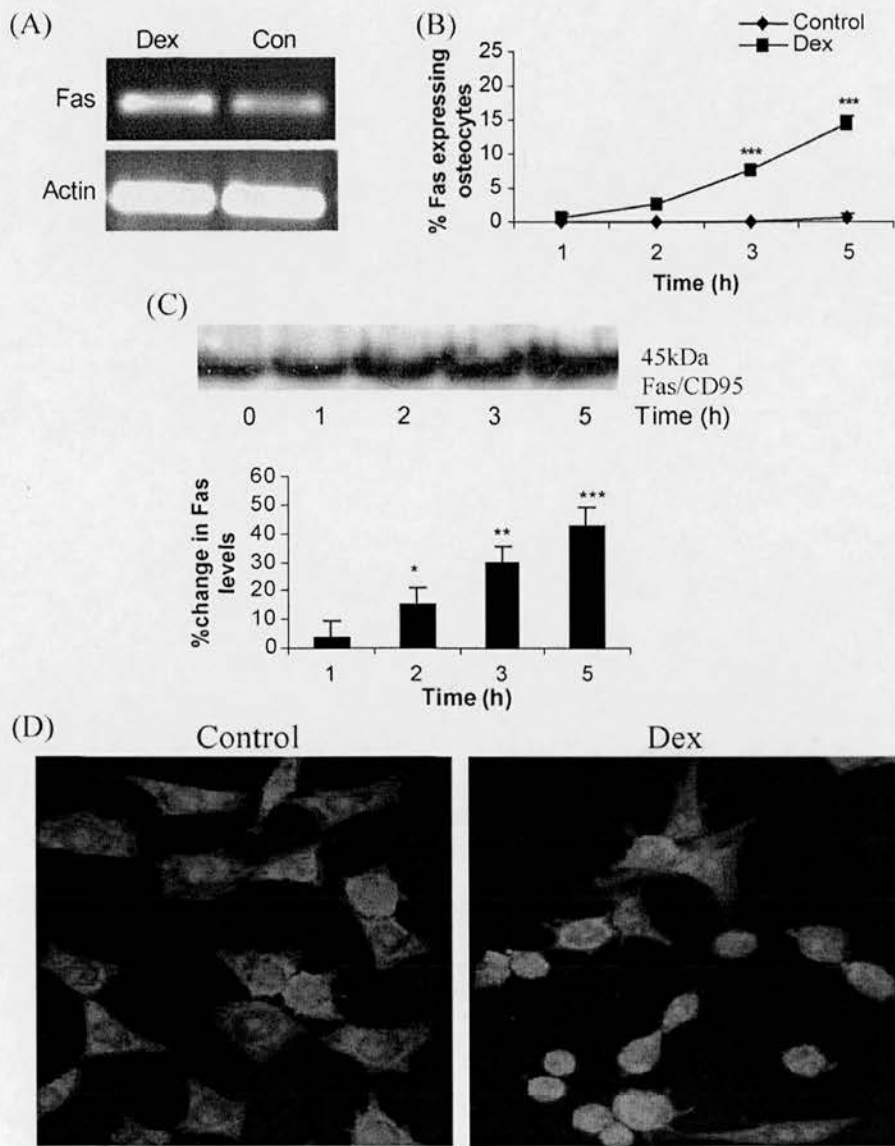 (A)
Dex Con
Fas
Actin
(B)
Control
Dex
25
20
15
10
5
0
% Fas expressing
osteocytes
***
***
1 2 3 5
Time (h)
(C)
45kDa
Fas/CD95
0 1 2 3 5 Time (h)
60
50
40
30
20
10
0
%change in Fas
levels
*
**
***
1 2 3 5
Time (h)
(D)
Control Dex